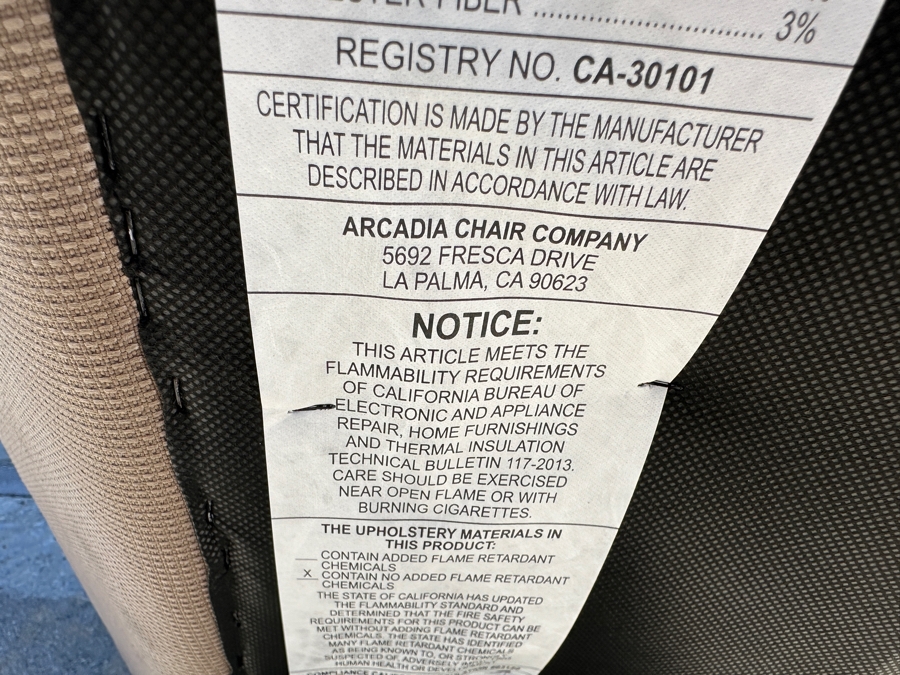 FIBER .................................... 3%
REGISTRY NO. CA-30101
CERTIFICATION IS MADE BY THE MANUFACTURER
THAT THE MATERIALS IN THIS ARTICLE ARE
DESCRIBED IN ACCORDANCE WITH LAW.
ARCADIA CHAIR COMPANY
5692 FRESCA DRIVE
LA PALMA, CA 90623
NOTICE:
THIS ARTICLE MEETS THE
FLAMMABILITY REQUIREMENTS
OF CALIFORNIA BUREAU OF
ELECTRONIC AND APPLIANCE
REPAIR, HOME FURNISHINGS
AND THERMAL INSULATION
TECHNICAL BULLETIN 117-2013.
CARE SHOULD BE EXERCISED
NEAR OPEN FLAME OR WITH
BURNING CIGARETTES.
THE UPHOLSTERY MATERIALS IN
THIS PRODUCT:
CONTAIN ADDED FLAME RETARDANT
CHEMICALS
X CONTAIN NO ADDED FLAME RETARDANT
CHEMICALS
THE STATE OF CALIFORNIA HAS UPDATED
THE FLAMMABILITY STANDARD AND
DETERMINED THAT THE FIRE SAFETY
REQUIREMENTS FOR THIS PRODUCT CAN BE
MET WITHOUT ADDING FLAME RETARDANT
CHEMICALS. THE STATE HAS IDENTIFIED
MANY FLAME RETARDANT CHEMICALS
AS BEING KNOWN TO, OR STRONGLY
SUSPECTED OF, ADVERSELY IMPACTING
HUMAN HEALTH OR